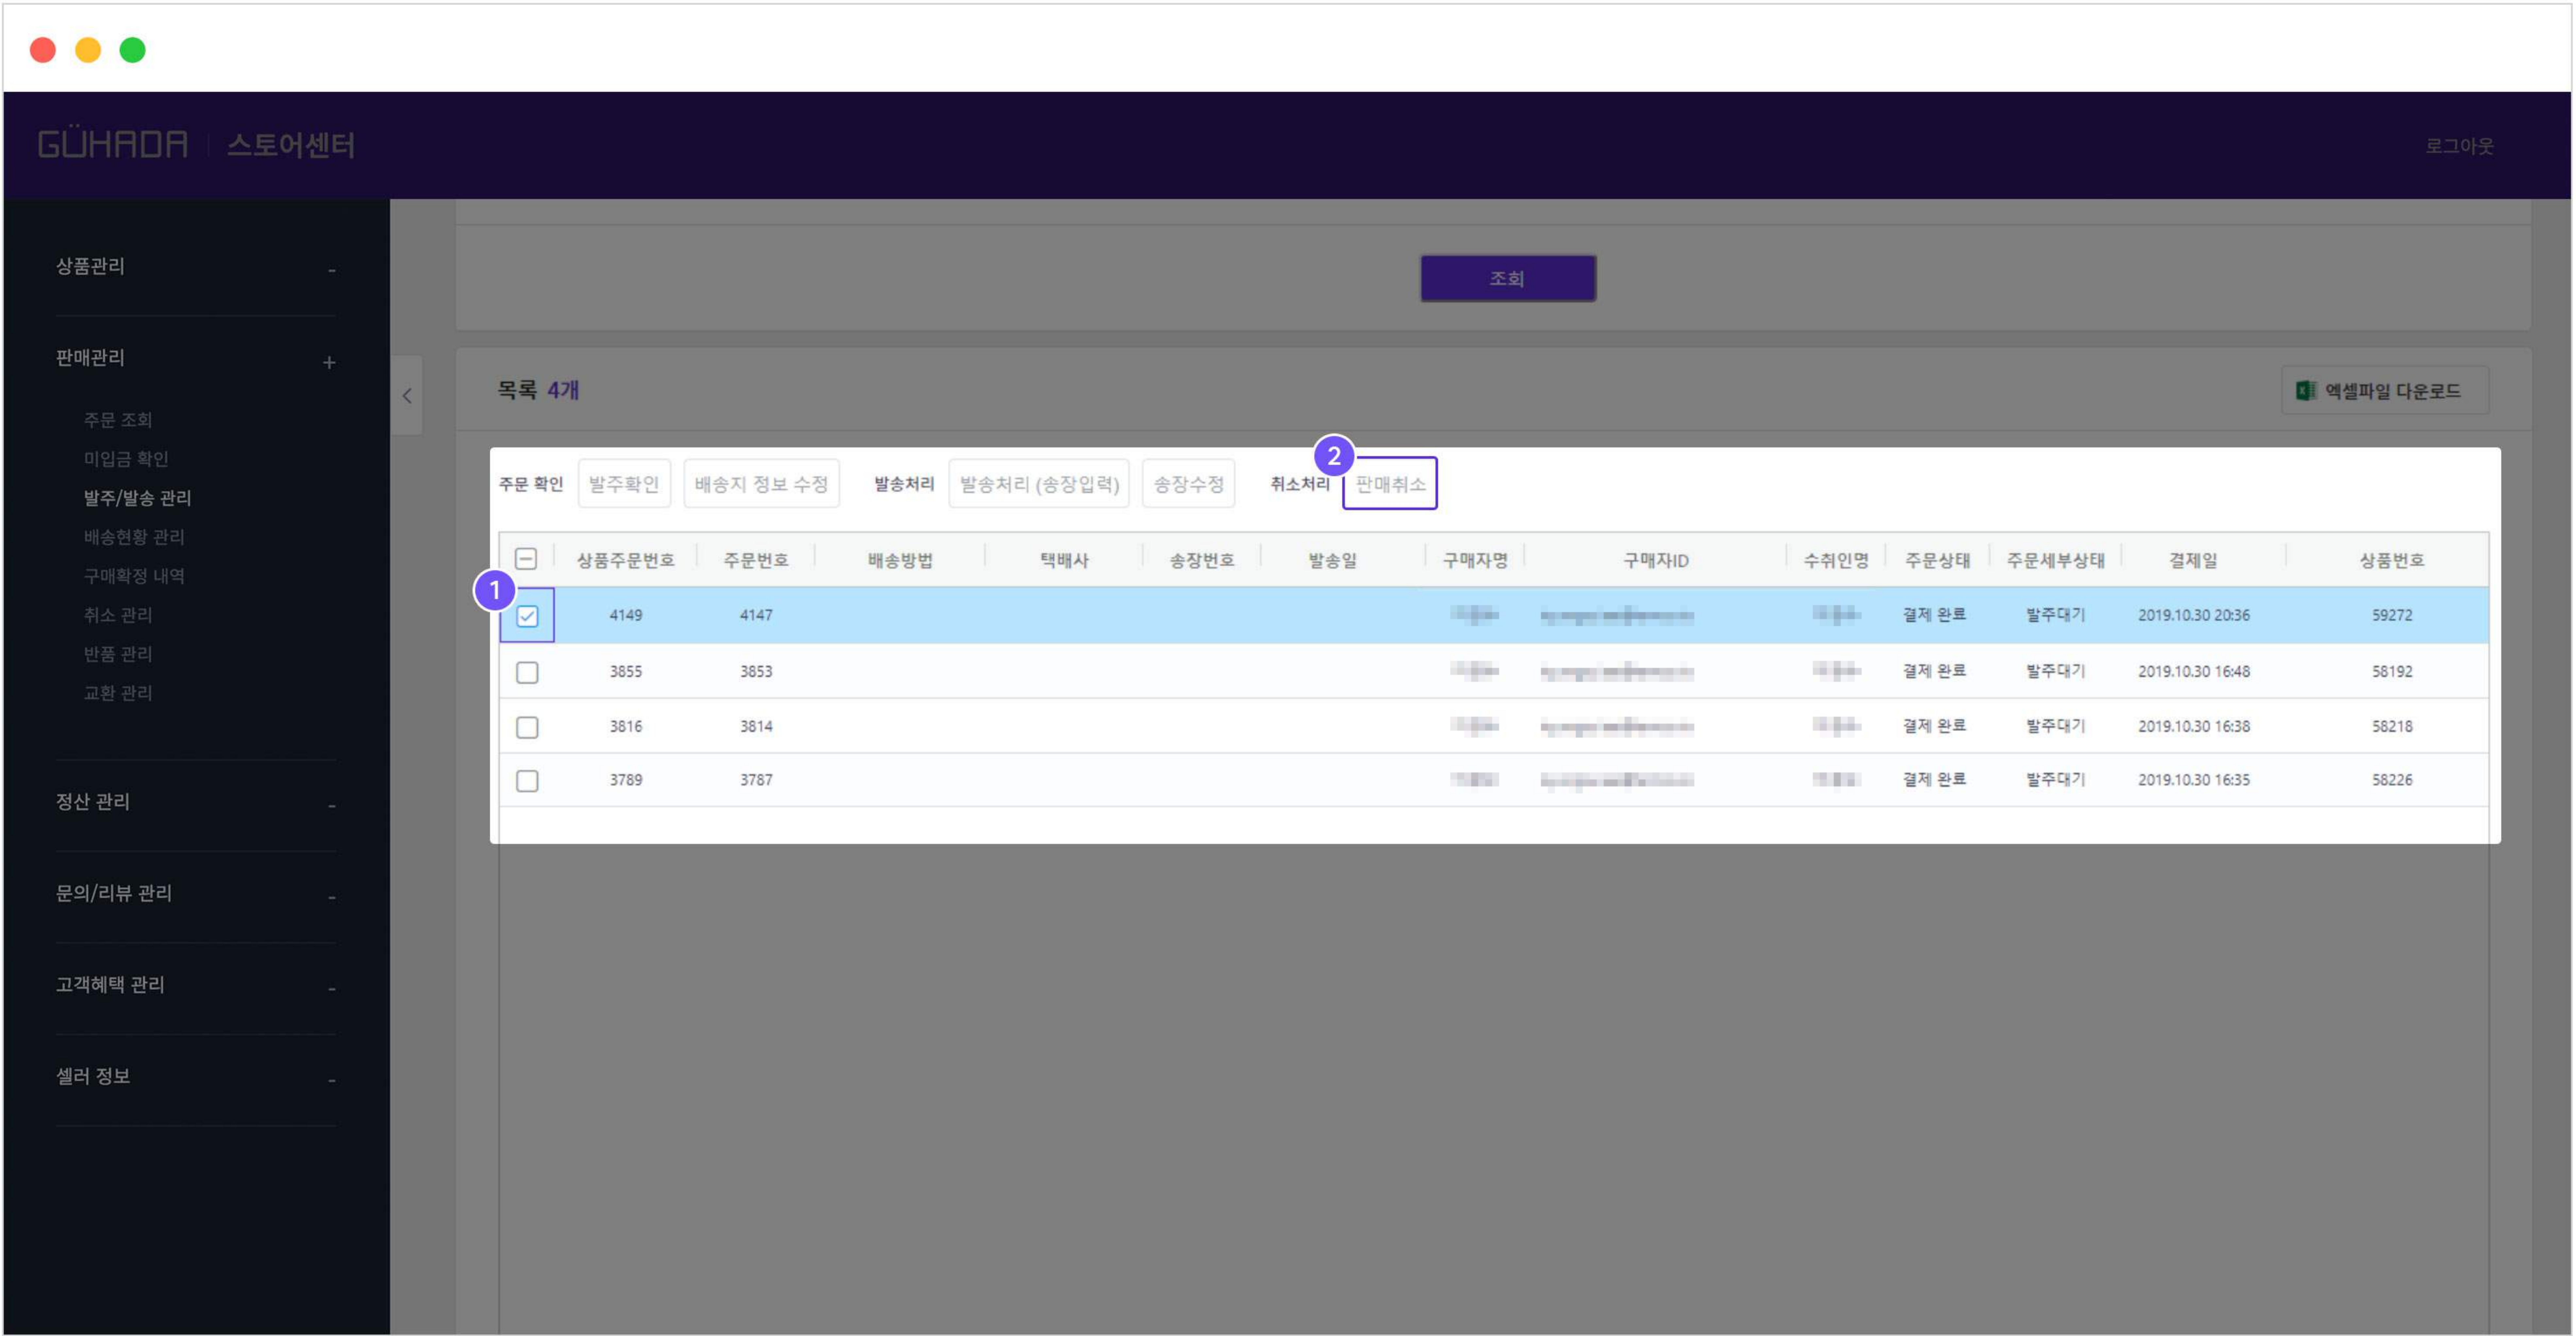 GÜHADA 스토어센터 로그아웃
상품관리 -
판매관리 +
주문 조회
미입금 확인
발주/발송 관리
배송현황 관리
구매확정 내역
취소 관리
반품 관리
교환 관리
정산 관리 -
문의/리뷰 관리 -
고객혜택 관리 -
셀러 정보 -
조회
목록 4개 엑셀파일 다운로드
주문 확인 발주확인 배송지 정보 수정 발송처리 발송처리 (송장입력) 송장수정 취소처리 2 판매취소
상품주문번호 주문번호 배송방법 택배사 송장번호 발송일 구매자명 구매자ID 수취인명 주문상태 주문세부상태 결제일 상품번호
1 4149 4147 결제 완료 발주대기 2019.10.30 20:36 59272
3855 3853 결제 완료 발주대기 2019.10.30 16:48 58192
3816 3814 결제 완료 발주대기 2019.10.30 16:38 58218
3789 3787 결제 완료 발주대기 2019.10.30 16:35 58226